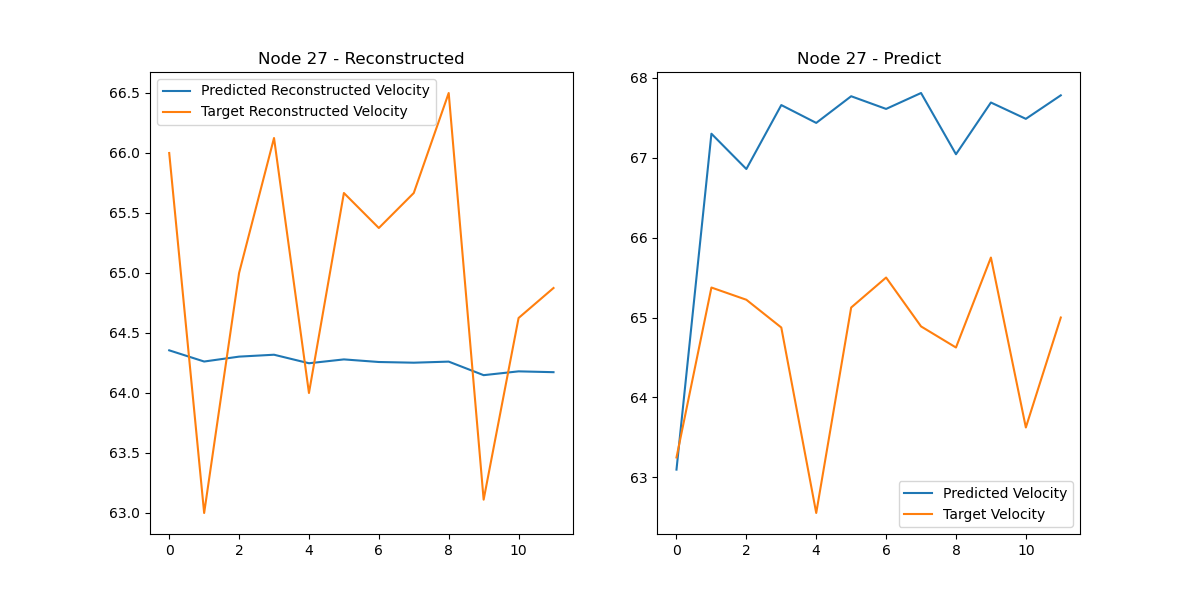 Node 27 - Reconstructed
Predicted Reconstructed Velocity
Target Reconstructed Velocity
66.5
66.0
65.5
65.0
64.5
64.0
63.5
63.0
0 2 4 6 8 10
Node 27 - Predict
68
67
66
65
64
63
Predicted Velocity
Target Velocity
0 2 4 6 8 10